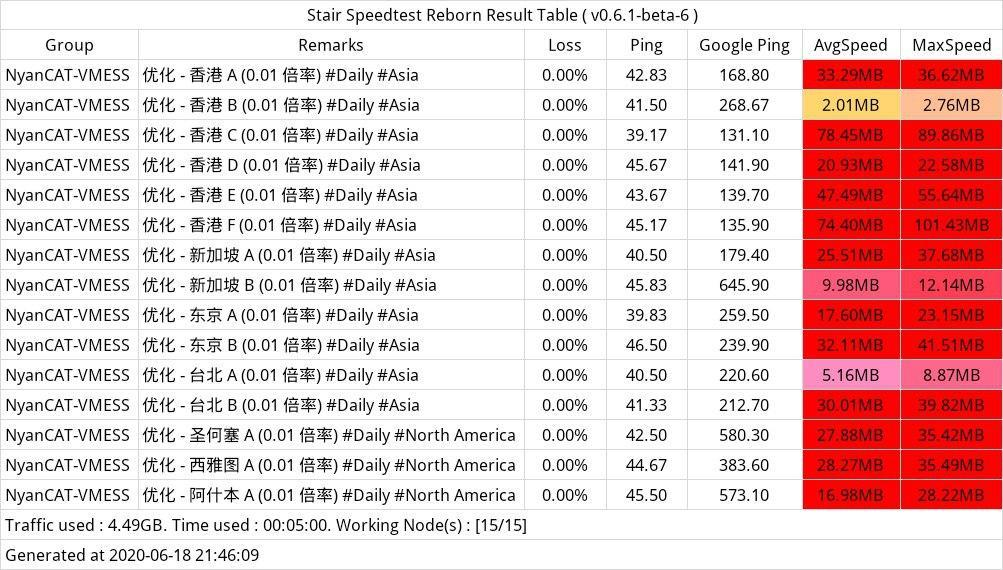 Stair Speedtest Reborn Result Table ( v0.6.1-beta-6 )
Group Remarks Loss Ping Google Ping AvgSpeed MaxSpeed
NyanCAT-VMESS 优化 - 香港 A (0.01 倍率) #Daily #Asia 0.00% 42.83 168.80 33.29MB 36.62MB
NyanCAT-VMESS 优化 - 香港 B (0.01 倍率) #Daily #Asia 0.00% 41.50 268.67 2.01MB 2.76MB
NyanCAT-VMESS 优化 - 香港 C (0.01 倍率) #Daily #Asia 0.00% 39.17 131.10 78.45MB 89.86MB
NyanCAT-VMESS 优化 - 香港 D (0.01 倍率) #Daily #Asia 0.00% 45.67 141.90 20.93MB 22.58MB
NyanCAT-VMESS 优化 - 香港 E (0.01 倍率) #Daily #Asia 0.00% 43.67 139.70 47.49MB 55.64MB
NyanCAT-VMESS 优化 - 香港 F (0.01 倍率) #Daily #Asia 0.00% 45.17 135.90 74.40MB 101.43MB
NyanCAT-VMESS 优化 - 新加坡 A (0.01 倍率) #Daily #Asia 0.00% 40.50 179.40 25.51MB 37.68MB
NyanCAT-VMESS 优化 - 新加坡 B (0.01 倍率) #Daily #Asia 0.00% 45.83 645.90 9.98MB 12.14MB
NyanCAT-VMESS 优化 - 东京 A (0.01 倍率) #Daily #Asia 0.00% 39.83 259.50 17.60MB 23.15MB
NyanCAT-VMESS 优化 - 东京 B (0.01 倍率) #Daily #Asia 0.00% 46.50 239.90 32.11MB 41.51MB
NyanCAT-VMESS 优化 - 台北 A (0.01 倍率) #Daily #Asia 0.00% 40.50 220.60 5.16MB 8.87MB
NyanCAT-VMESS 优化 - 台北 B (0.01 倍率) #Daily #Asia 0.00% 41.33 212.70 30.01MB 39.82MB
NyanCAT-VMESS 优化 - 圣何塞 A (0.01 倍率) #Daily #North America 0.00% 42.50 580.30 27.88MB 35.42MB
NyanCAT-VMESS 优化 - 西雅图 A (0.01 倍率) #Daily #North America 0.00% 44.67 383.60 28.27MB 35.49MB
NyanCAT-VMESS 优化 - 阿什本 A (0.01 倍率) #Daily #North America 0.00% 45.50 573.10 16.98MB 28.22MB
Traffic used : 4.49GB. Time used : 00:05:00. Working Node(s) : [15/15]
Generated at 2020-06-18 21:46:09